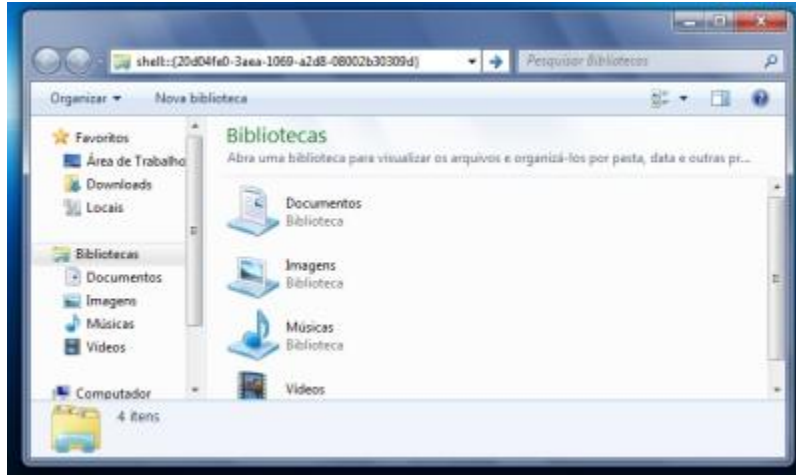 shell::{20d04fe0-3aea-1069-a2d8-08002b30309d}
Pesquisar Bibliotecas
Organizar
Nova biblioteca
Favoritos
Área de Trabalho
Downloads
Locais
Bibliotecas
Documentos
Imagens
Músicas
Vídeos
Computador
Bibliotecas
Abra uma biblioteca para visualizar os arquivos e organizá-los por pasta, data e outras pr...
Documentos
Biblioteca
Imagens
Biblioteca
Músicas
Biblioteca
Vídeos
4 itens